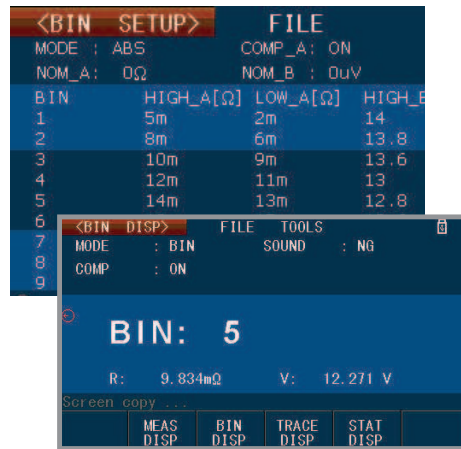 <BIN SETUP> FILE
MODE : ABS COMP_A: ON
NOM_A: 0Ω NOM_B : 0uV
BIN HIGH_A[Ω] LOW_A[Ω] HIGH_
1 5m 2m 14
2 8m 6m 13.8
3 10m 9m 13.6
4 12m 11m 13
5 14m 13m 12.8
6
7
8
9
<BIN DISP> FILE TOOLS
MODE : BIN SOUND : NG
COMP : ON
BIN: 5
R: 9.834mΩ V: 12.271 V
Screen copy ...
MEAS DISP BIN DISP TRACE DISP STAT DISP